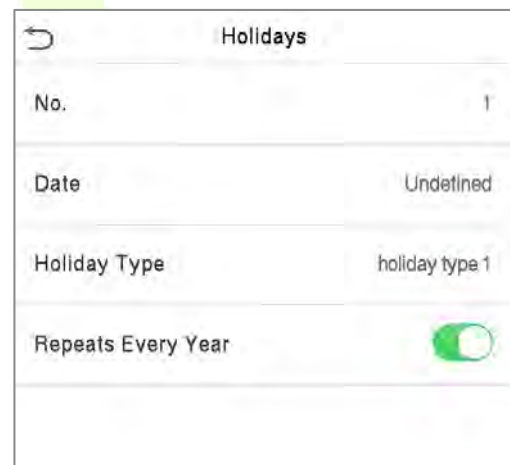 Holidays
No. 1
Date Undefined
Holiday Type holiday type 1
Repeats Every Year